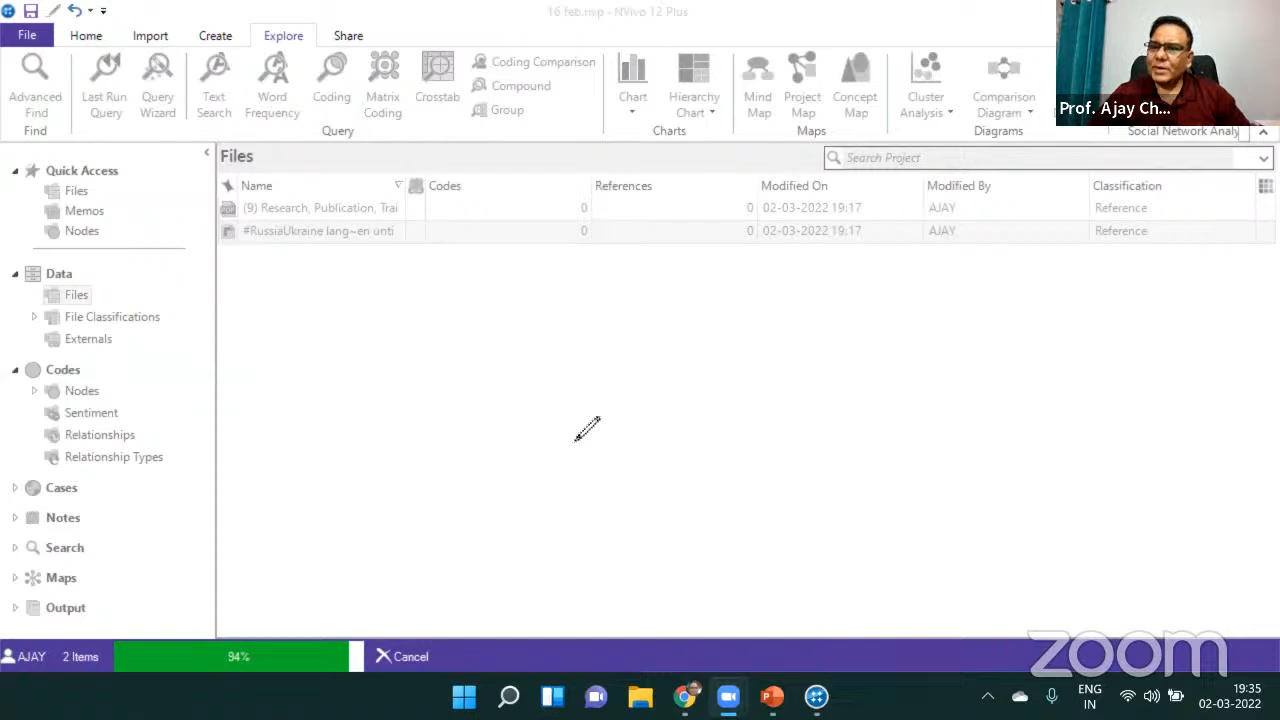 16 feb.nvp - NVivo 12 Plus
File Home Import Create Explore Share
Advanced Find
Last Run Query
Query Wizard
Text Search
Word Frequency
Coding
Matrix Coding
Crosstab
Coding Comparison
Compound
Group
Chart
Hierarchy Chart
Mind Map
Project Map
Concept Map
Cluster Analysis
Comparison Diagram
Find Query Charts Maps Diagrams Social Network Analy
Prof. Ajay Ch...
Quick Access
Files
Memos
Nodes
Data
Files
File Classifications
Externals
Codes
Nodes
Sentiment
Relationships
Relationship Types
Cases
Notes
Search
Maps
Output
Files
Search Project
Name Codes References Modified On Modified By Classification
(9) Research, Publication, Trai 0 0 02-03-2022 19:17 AJAY Reference
#RussiaUkraine lang~en unti 0 0 02-03-2022 19:17 AJAY Reference
AJAY 2 Items 94% Cancel
zoom
ENG
IN
19:35
02-03-2022